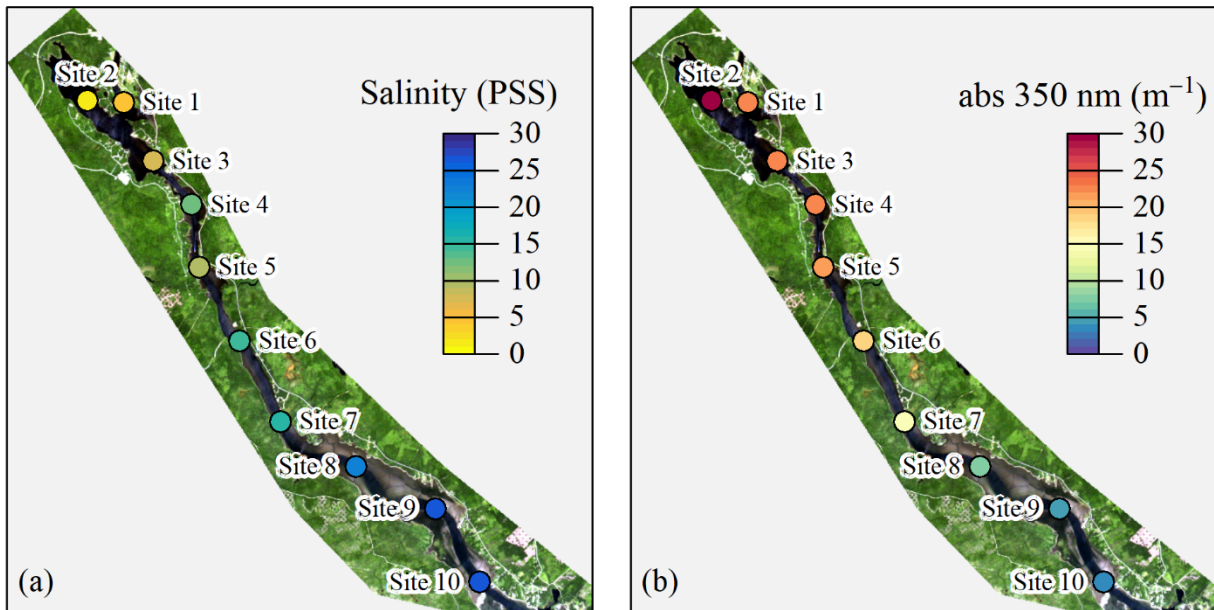 Salinity (PSS)
30
25
20
15
10
5
0
Site 2
Site 1
Site 3
Site 4
Site 5
Site 6
Site 7
Site 8
Site 9
Site 10
(a)
abs 350 nm (m⁻¹)
30
25
20
15
10
5
0
Site 2
Site 1
Site 3
Site 4
Site 5
Site 6
Site 7
Site 8
Site 9
Site 10
(b)